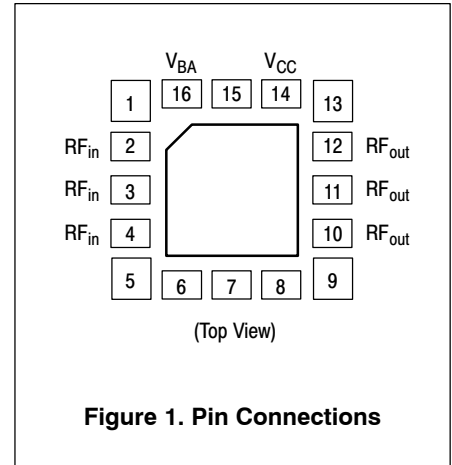 V_BA V_CC
1 16 15 14 13
RF_in 2 12 RF_out
RF_in 3 11 RF_out
RF_in 4 10 RF_out
5 6 7 8 9
(Top View)
Figure 1. Pin Connections